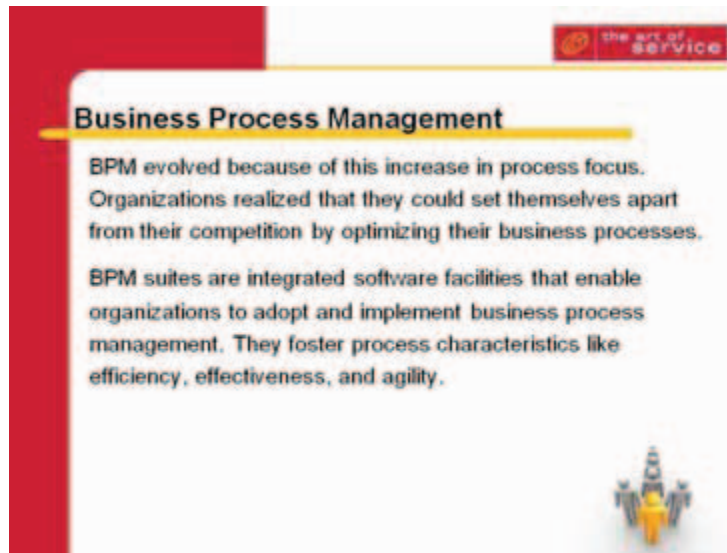 the art of
service
Business Process Management
BPM evolved because of this increase in process focus.
Organizations realized that they could set themselves apart
from their competition by optimizing their business processes.
BPM suites are integrated software facilities that enable
organizations to adopt and implement business process
management. They foster process characteristics like
efficiency, effectiveness, and agility.